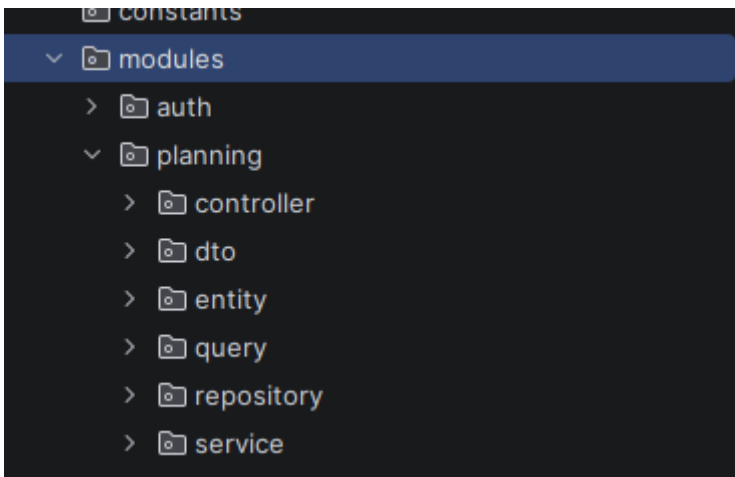 constants
modules
auth
planning
controller
dto
entity
query
repository
service